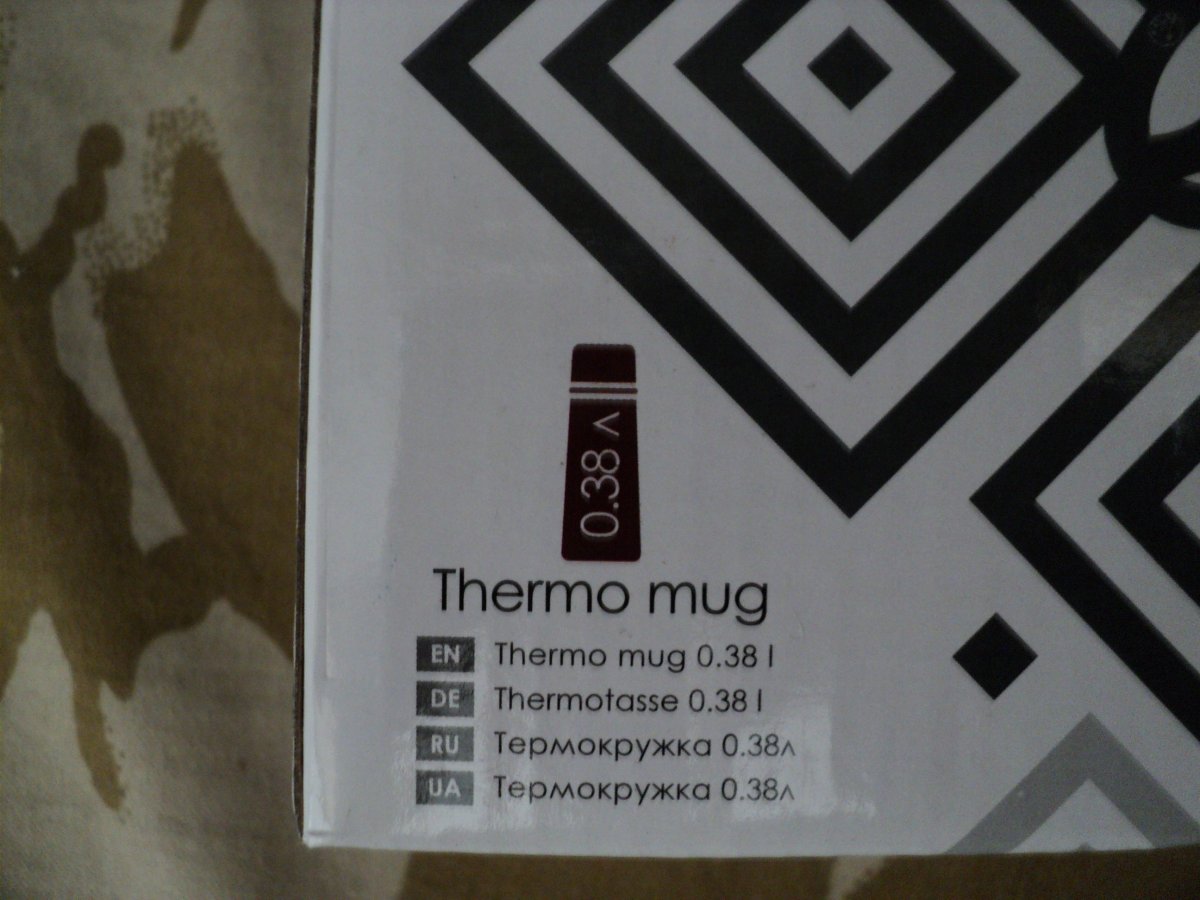 0.38 л
Thermo mug
EN Thermo mug 0.38 l
DE Thermotasse 0.38 l
RU Термокружка 0.38л
UA Термокружка 0.38л